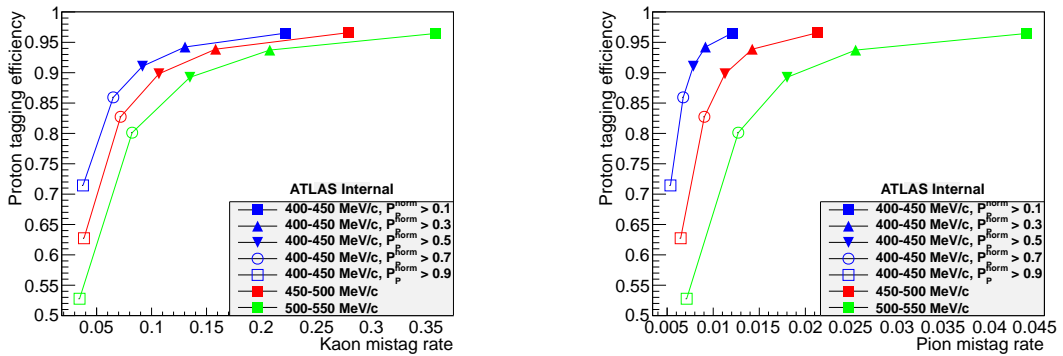 Proton tagging efficiency
1
0.95
0.9
0.85
0.8
0.75
0.7
0.65
0.6
0.55
0.5
ATLAS Internal
400-450 MeV/c, P_p^norm > 0.1
400-450 MeV/c, P_p^norm > 0.3
400-450 MeV/c, P_p^norm > 0.5
400-450 MeV/c, P_p^norm > 0.7
400-450 MeV/c, P_p^norm > 0.9
450-500 MeV/c
500-550 MeV/c
0.05 0.1 0.15 0.2 0.25 0.3 0.35
Kaon mistag rate
Proton tagging efficiency
1
0.95
0.9
0.85
0.8
0.75
0.7
0.65
0.6
0.55
0.5
ATLAS Internal
400-450 MeV/c, P_p^norm > 0.1
400-450 MeV/c, P_p^norm > 0.3
400-450 MeV/c, P_p^norm > 0.5
400-450 MeV/c, P_p^norm > 0.7
400-450 MeV/c, P_p^norm > 0.9
450-500 MeV/c
500-550 MeV/c
0.005 0.01 0.015 0.02 0.025 0.03 0.035 0.04 0.045
Pion mistag rate